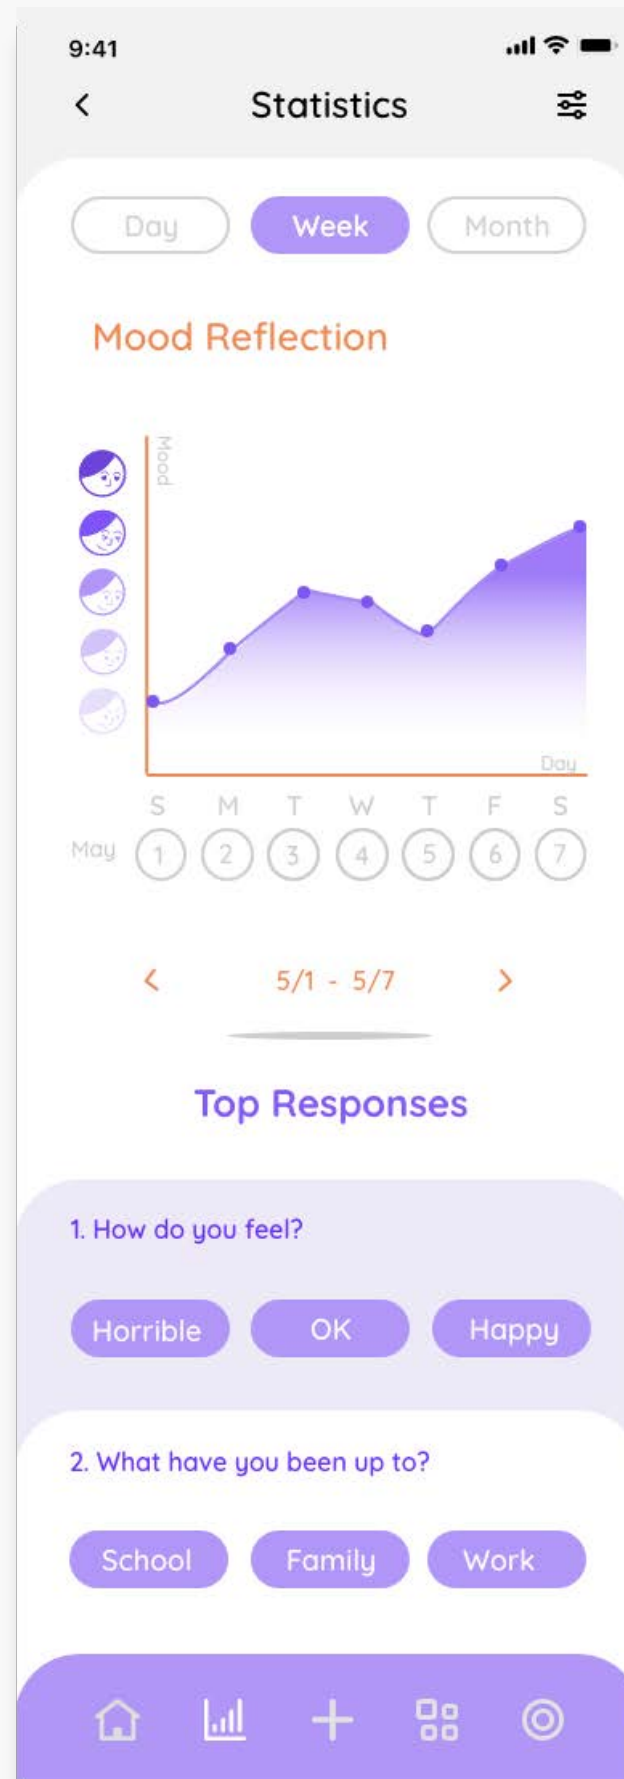 9:41
Statistics
Day Week Month
Mood Reflection
Mood
Day
S M T W T F S
May 1 2 3 4 5 6 7
5/1 - 5/7
Top Responses
1. How do you feel?
Horrible OK Happy
2. What have you been up to?
School Family Work